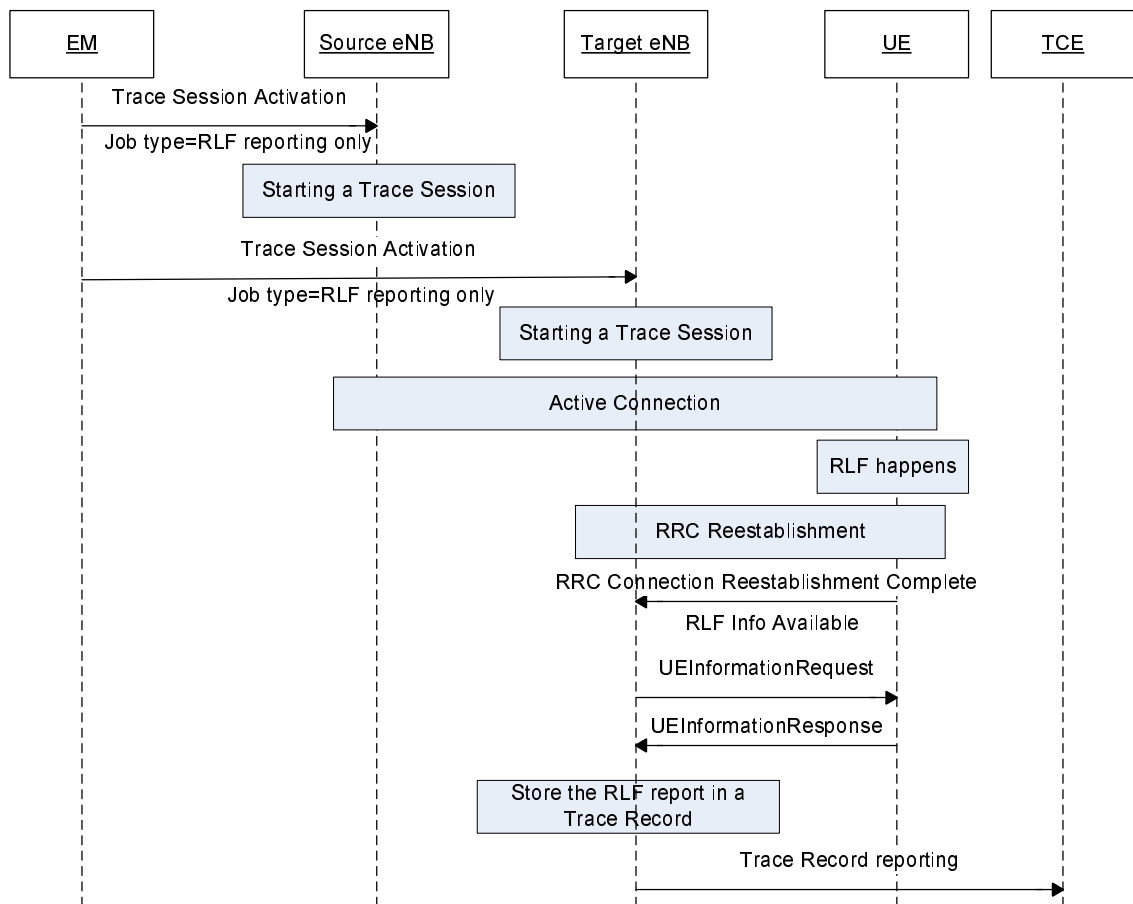 EM
Source eNB
Target eNB
UE
TCE
Trace Session Activation
Job type=RLF reporting only
Starting a Trace Session
Trace Session Activation
Job type=RLF reporting only
Starting a Trace Session
Active Connection
RLF happens
RRC Reestablishment
RRC Connection Reestablishment Complete
RLF Info Available
UEInformationRequest
UEInformationResponse
Store the RLF report in a
Trace Record
Trace Record reporting